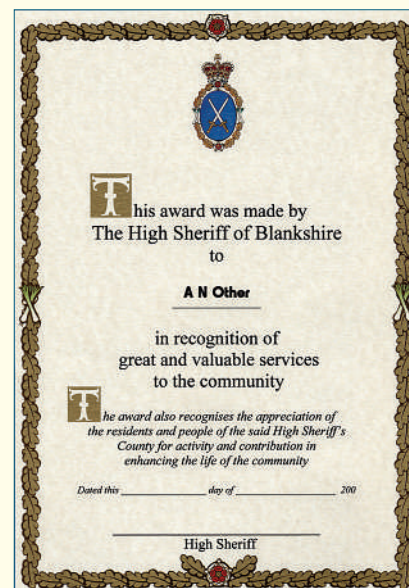 This award was made by
The High Sheriff of Blankshire
to
A N Other
in recognition of
great and valuable services
to the community
The award also recognises the appreciation of
the residents and people of the said High Sheriff's
County for activity and contribution in
enhancing the life of the community
Dated this ____________ day of ____________ 200
High Sheriff